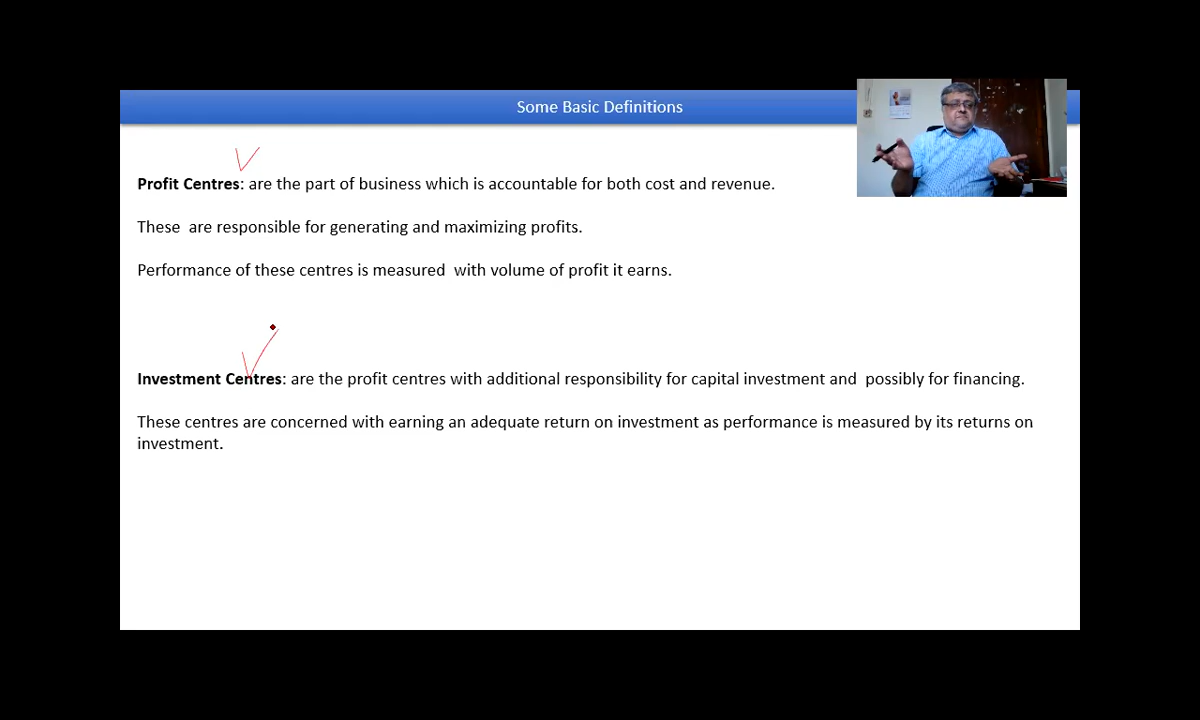 Some Basic Definitions
Profit Centres: are the part of business which is accountable for both cost and revenue.
These are responsible for generating and maximizing profits.
Performance of these centres is measured with volume of profit it earns.
Investment Centres: are the profit centres with additional responsibility for capital investment and possibly for financing.
These centres are concerned with earning an adequate return on investment as performance is measured by its returns on
investment.